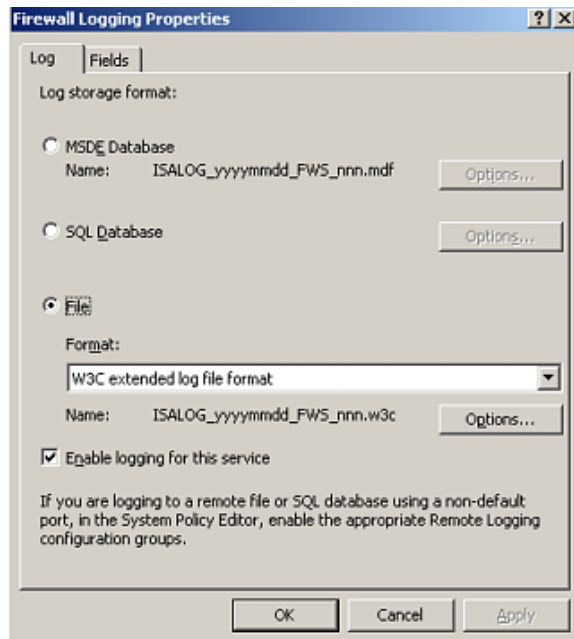 Firewall Logging Properties
Log Fields
Log storage format:
MSDE Database
Name: ISALOG_yyyymmdd_FWS_nnn.mdf Options...
SQL Database Options...
File
Format:
W3C extended log file format
Name: ISALOG_yyyymmdd_FWS_nnn.w3c Options...
Enable logging for this service
If you are logging to a remote file or SQL database using a non-default
port, in the System Policy Editor, enable the appropriate Remote Logging
configuration groups.
OK Cancel Apply